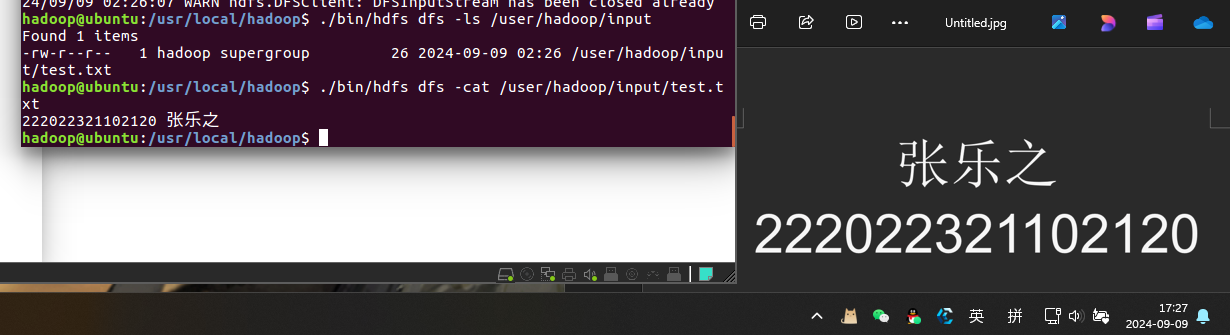 24/09/09 02:26:07 WARN hdfs.DFSClient: DFSInputStream has been closed already
hadoop@ubuntu:/usr/local/hadoop$ ./bin/hdfs dfs -ls /user/hadoop/input
Found 1 items
-rw-r--r--   1 hadoop supergroup         26 2024-09-09 02:26 /user/hadoop/inpu
t/test.txt
hadoop@ubuntu:/usr/local/hadoop$ ./bin/hdfs dfs -cat /user/hadoop/input/test.t
xt
222022321102120 张乐之
hadoop@ubuntu:/usr/local/hadoop$
Untitled.jpg
张乐之
222022321102120
英 拼
17:27
2024-09-09